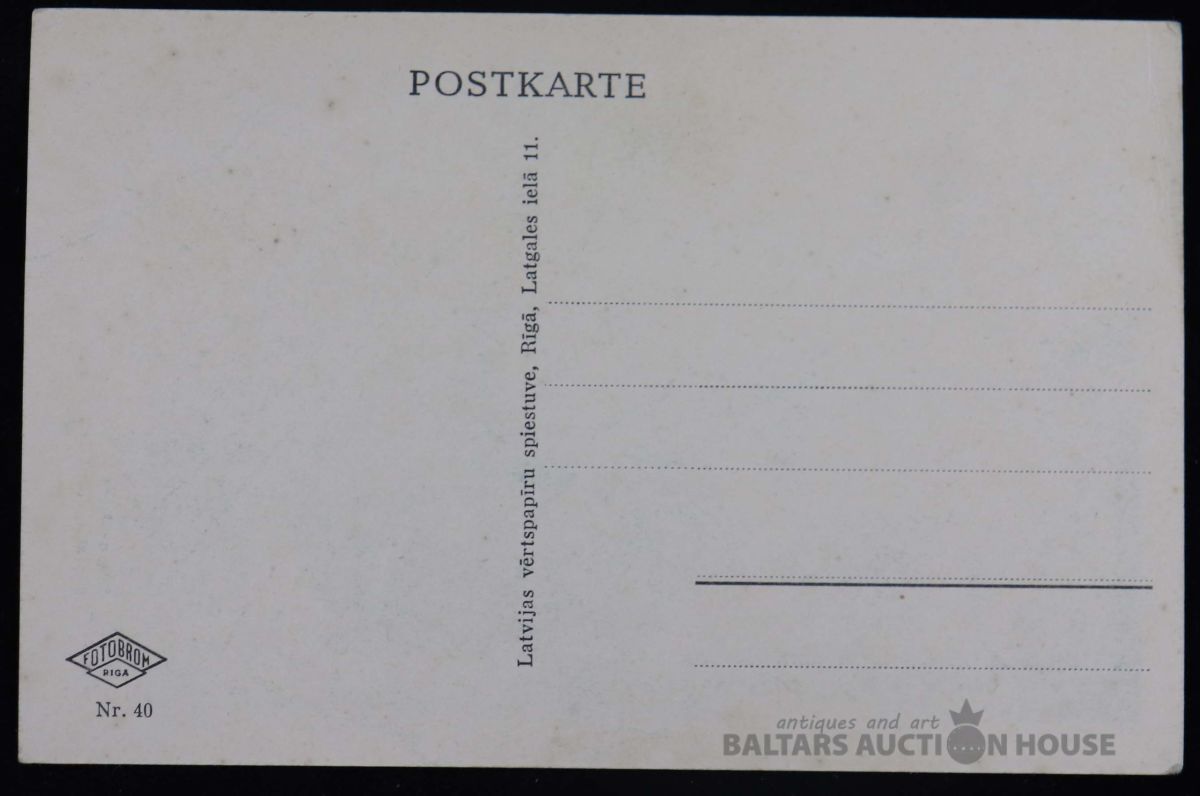 POSTKARTE
Latvijas vērtspapīru spiestuve, Rīgā, Latgales ielā 11.
FOTOBROM
RIGA
Nr. 40
antiques and art
BALTARS AUCTION HOUSE